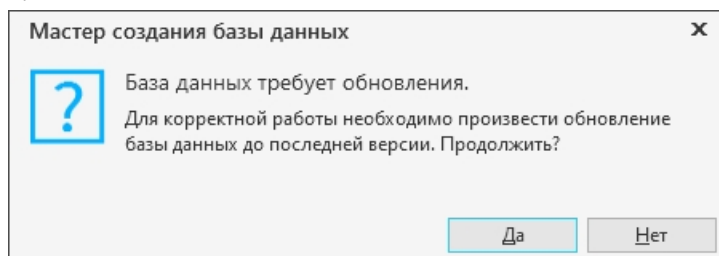 Мастер создания базы данных
База данных требует обновления.
Для корректной работы необходимо произвести обновление
базы данных до последней версии. Продолжить?
Да
Нет